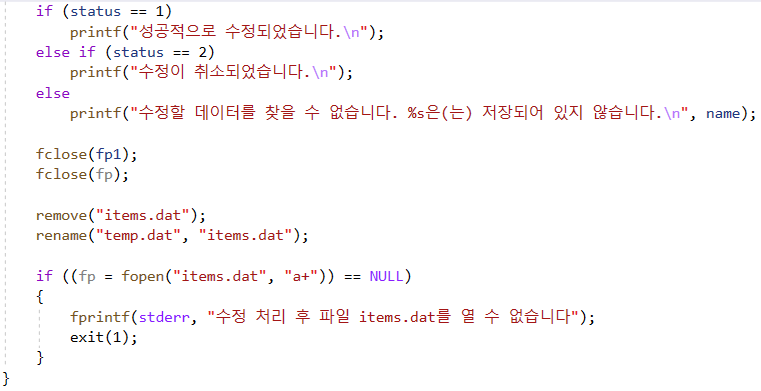 if (status == 1)
printf("성공적으로 수정되었습니다.\n");
else if (status == 2)
printf("수정이 취소되었습니다.\n");
else
printf("수정할 데이터를 찾을 수 없습니다. %s은(는) 저장되어 있지 않습니다.\n", name);
fclose(fp1);
fclose(fp);
remove("items.dat");
rename("temp.dat", "items.dat");
if ((fp = fopen("items.dat", "a+")) == NULL)
{
fprintf(stderr, "수정 처리 후 파일 items.dat를 열 수 없습니다");
exit(1);
}
}